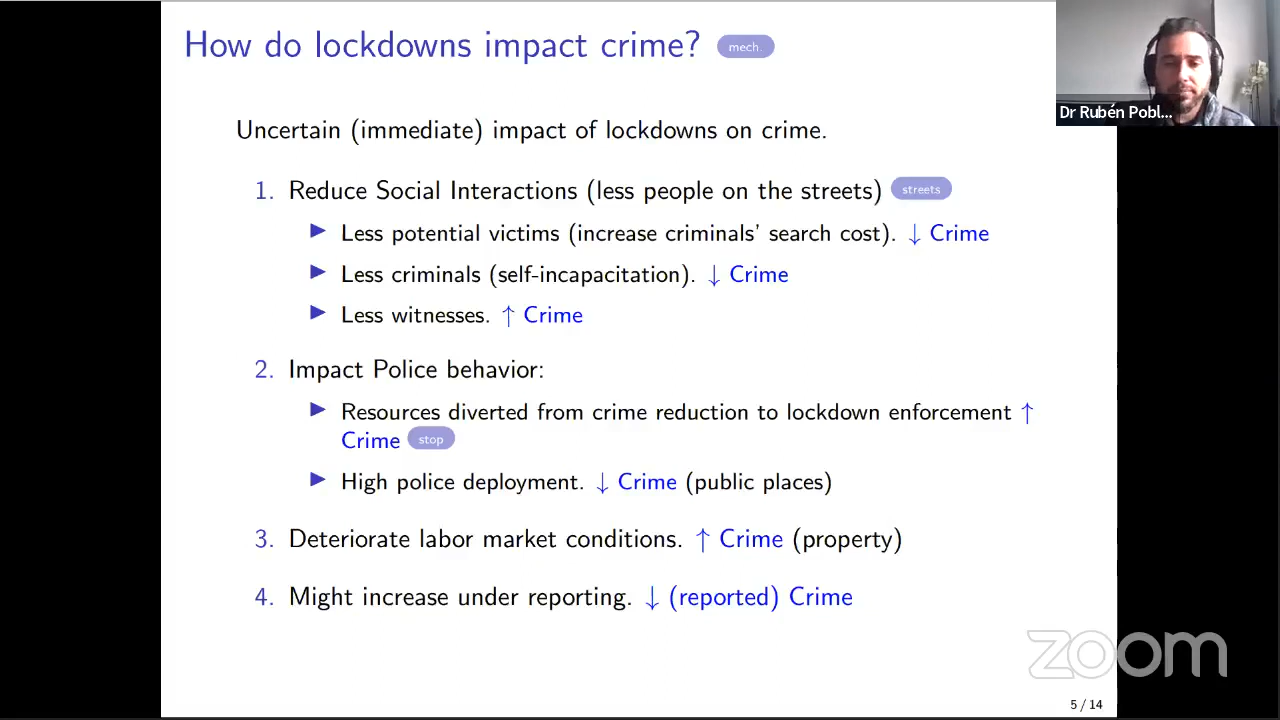 How do lockdowns impact crime? mech.
Dr Rubén Pobl...
Uncertain (immediate) impact of lockdowns on crime.
1. Reduce Social Interactions (less people on the streets) streets
▶ Less potential victims (increase criminals' search cost). ↓ Crime
▶ Less criminals (self-incapacitation). ↓ Crime
▶ Less witnesses. ↑ Crime
2. Impact Police behavior:
▶ Resources diverted from crime reduction to lockdown enforcement ↑
Crime stop
▶ High police deployment. ↓ Crime (public places)
3. Deteriorate labor market conditions. ↑ Crime (property)
4. Might increase under reporting. ↓ (reported) Crime
zoom
5 / 14